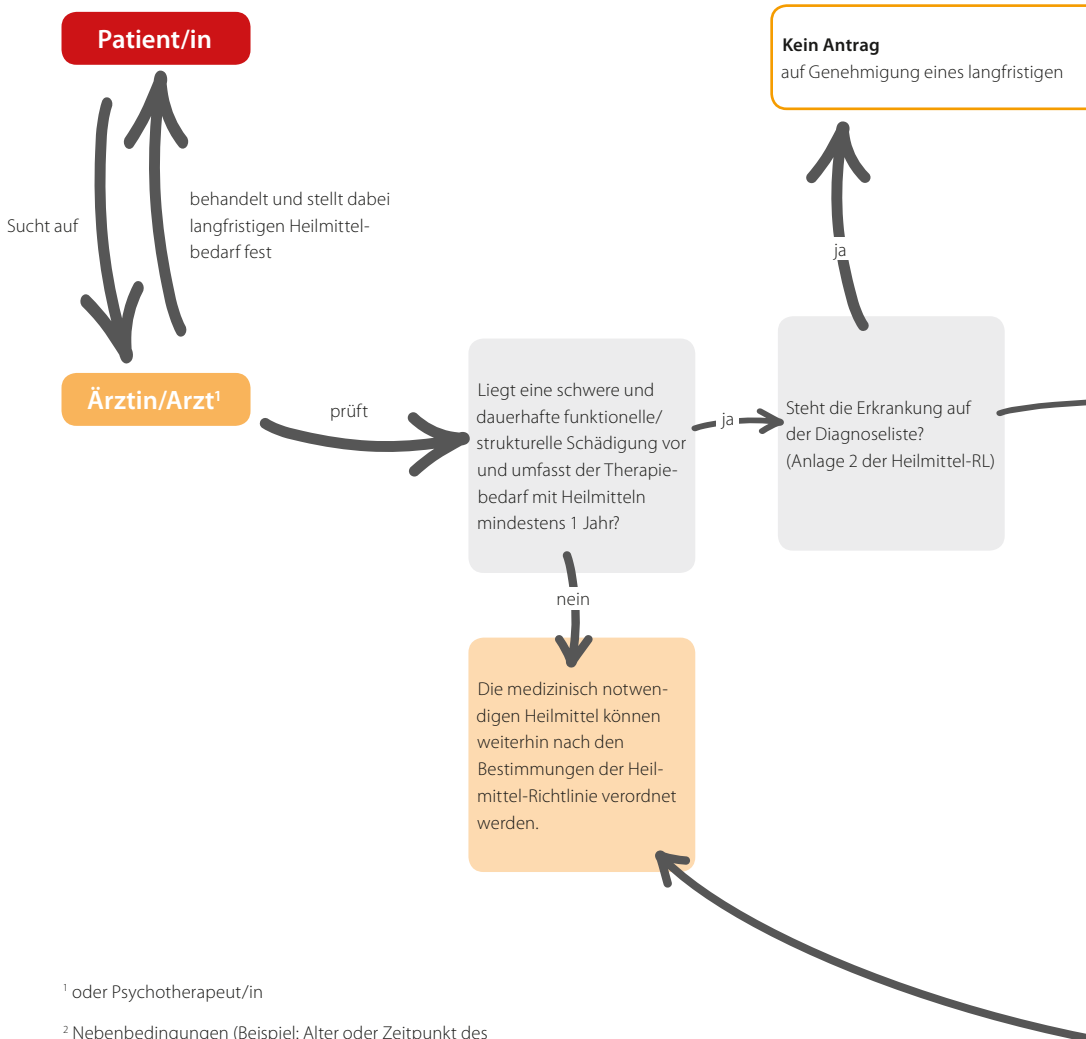 Patient/in
Kein Antrag
auf Genehmigung eines langfristigen
Sucht auf
behandelt und stellt dabei
langfristigen Heilmittel-
bedarf fest
ja
Ärztin/Arzt¹
prüft
Liegt eine schwere und
dauerhafte funktionelle/
strukturelle Schädigung vor
und umfasst der Therapie-
bedarf mit Heilmitteln
mindestens 1 Jahr?
ja
Steht die Erkrankung auf
der Diagnoseliste?
(Anlage 2 der Heilmittel-RL)
nein
Die medizinisch notwen-
digen Heilmittel können
weiterhin nach den
Bestimmungen der Heil-
mittel-Richtlinie verordnet
werden.
¹ oder Psychotherapeut/in
² Nebenbedingungen (Beispiel: Alter oder Zeitpunkt des